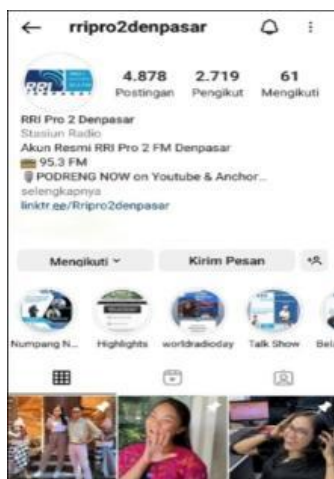 rripro2denpasar
4.878 2.719 61
Postingan Pengikut Mengikuti
RRI Pro 2 Denpasar
Stasiun Radio
Akun Resmi RRI Pro 2 FM Denpasar
95.3 FM
PODRENG NOW on Youtube & Anchor...
selengkapnya
linktr.ee/Rripro2denpasar
Mengikuti Kirim Pesan
Numpang N... Highlights worldradioday Talk Show Bela